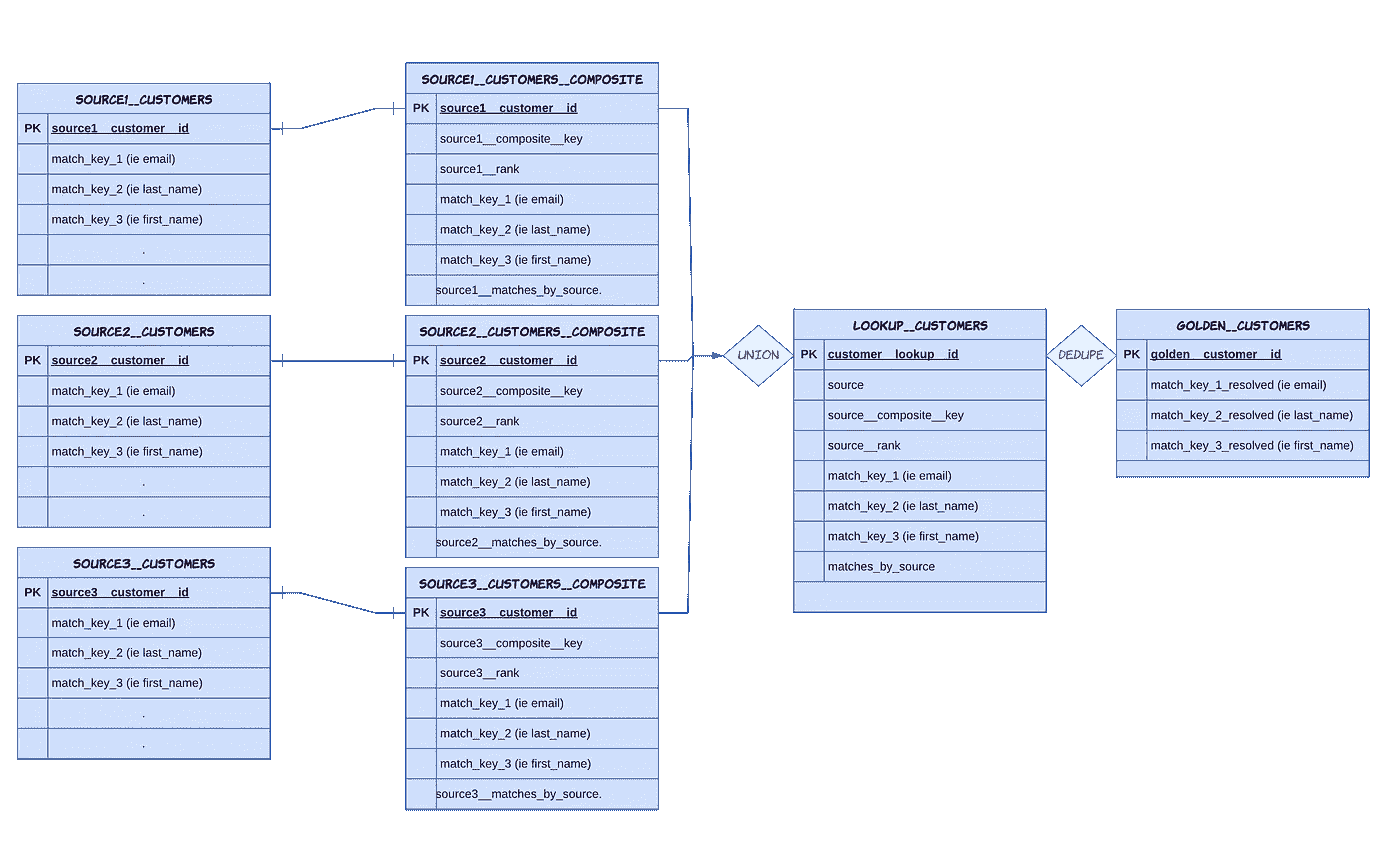 SOURCE1__CUSTOMERS
PK source1__customer__id
match_key_1 (ie email)
match_key_2 (ie last_name)
match_key_3 (ie first_name)
.
.
SOURCE2__CUSTOMERS
PK source2__customer__id
match_key_1 (ie email)
match_key_2 (ie last_name)
match_key_3 (ie first_name)
.
.
SOURCE3__CUSTOMERS
PK source3__customer__id
match_key_1 (ie email)
match_key_2 (ie last_name)
match_key_3 (ie first_name)
.
.
SOURCE1__CUSTOMERS__COMPOSITE
PK source1__customer__id
source1__composite__key
source1__rank
match_key_1 (ie email)
match_key_2 (ie last_name)
match_key_3 (ie first_name)
source1__matches_by_source.
SOURCE2__CUSTOMERS__COMPOSITE
PK source2__customer__id
source2__composite__key
source2__rank
match_key_1 (ie email)
match_key_2 (ie last_name)
match_key_3 (ie first_name)
source2__matches_by_source.
SOURCE3__CUSTOMERS__COMPOSITE
PK source3__customer__id
source3__composite__key
source3__rank
match_key_1 (ie email)
match_key_2 (ie last_name)
match_key_3 (ie first_name)
source3__matches_by_source.
UNION
LOOKUP__CUSTOMERS
PK customer__lookup__id
source
source__composite__key
source__rank
match_key_1 (ie email)
match_key_2 (ie last_name)
match_key_3 (ie first_name)
matches_by_source
DEDUPE
GOLDEN__CUSTOMERS
PK golden__customer__id
match_key_1_resolved (ie email)
match_key_2_resolved (ie last_name)
match_key_3_resolved (ie first_name)